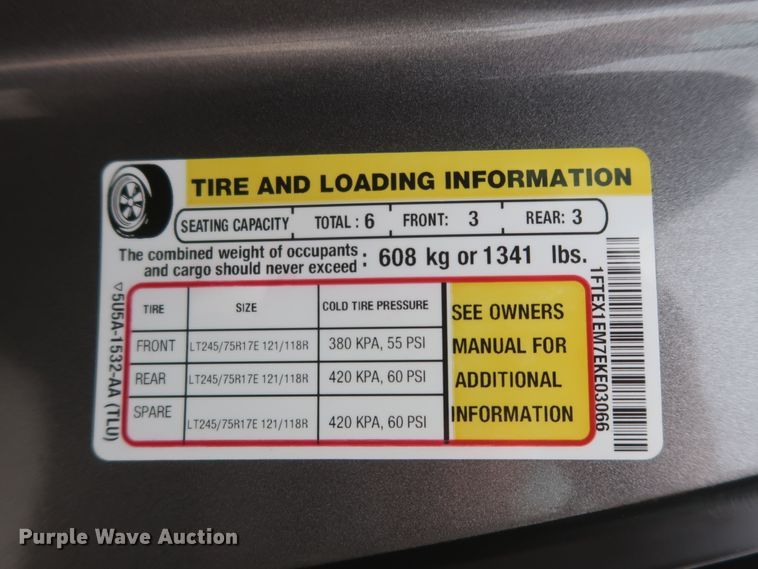 TIRE AND LOADING INFORMATION
SEATING CAPACITY TOTAL : 6 FRONT: 3 REAR: 3
The combined weight of occupants
and cargo should never exceed : 608 kg or 1341 lbs.
TIRE SIZE COLD TIRE PRESSURE
FRONT LT245/75R17E 121/118R 380 KPA, 55 PSI
REAR LT245/75R17E 121/118R 420 KPA, 60 PSI
SPARE LT245/75R17E 121/118R 420 KPA, 60 PSI
SEE OWNERS
MANUAL FOR
ADDITIONAL
INFORMATION
5U5A-1532-AA (TLU)
1FTEX1EM7EKE03066
Purple Wave Auction